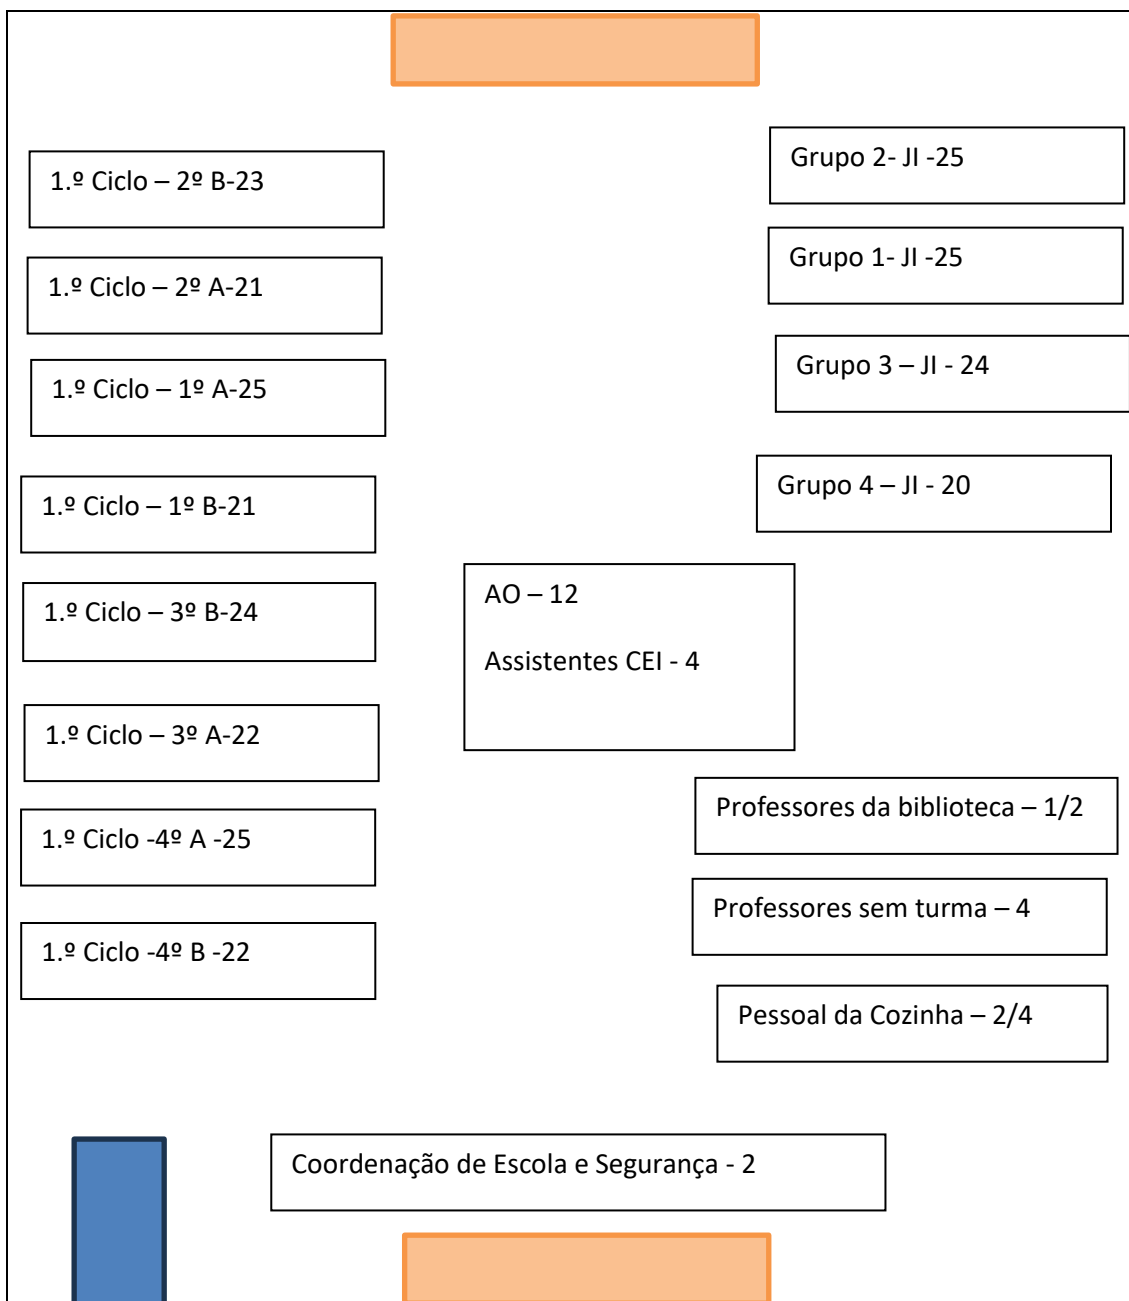 1.º Ciclo – 2º B-23
1.º Ciclo – 2º A-21
1.º Ciclo – 1º A-25
1.º Ciclo – 1º B-21
1.º Ciclo – 3º B-24
1.º Ciclo – 3º A-22
1.º Ciclo -4º A -25
1.º Ciclo -4º B -22
Grupo 2- JI -25
Grupo 1- JI -25
Grupo 3 – JI - 24
Grupo 4 – JI - 20
AO – 12
Assistentes CEI - 4
Professores da biblioteca – 1/2
Professores sem turma – 4
Pessoal da Cozinha – 2/4
Coordenação de Escola e Segurança - 2